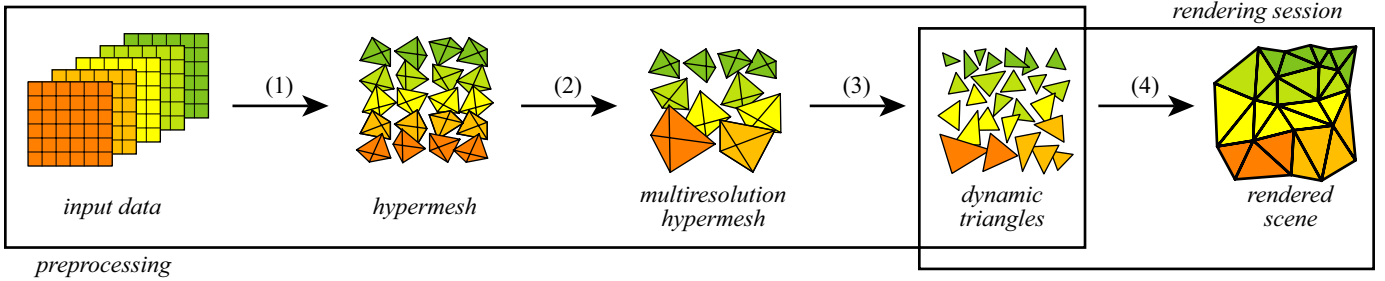 rendering session
(1)
(2)
(3)
(4)
input data
hypermesh
multiresolution
hypermesh
dynamic
triangles
rendered
scene
preprocessing